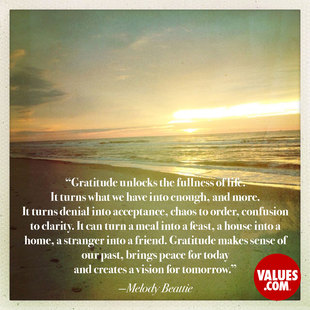 “Gratitude unlocks the fullness of life.
It turns what we have into enough, and more.
It turns denial into acceptance, chaos to order, confusion
to clarity. It can turn a meal into a feast, a house into a
home, a stranger into a friend. Gratitude makes sense of
our past, brings peace for today
and creates a vision for tomorrow.”
—Melody Beattie
VALUES
.COM